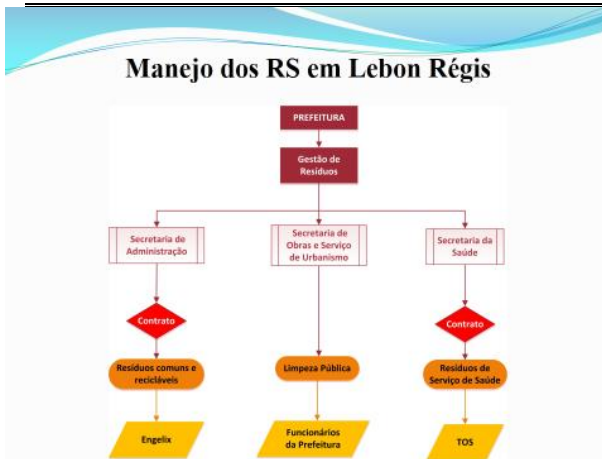 Manejo dos RS em Lebon Régis
PREFEITURA
Gestão de
Resíduos
Secretaria de
Administração
Secretaria de
Obras e Serviço
de Urbanismo
Secretaria da
Saúde
Contrato
Contrato
Resíduos comuns e
recicláveis
Limpeza Pública
Resíduos de
Serviço de Saúde
Engelix
Funcionários
da Prefeitura
TOS